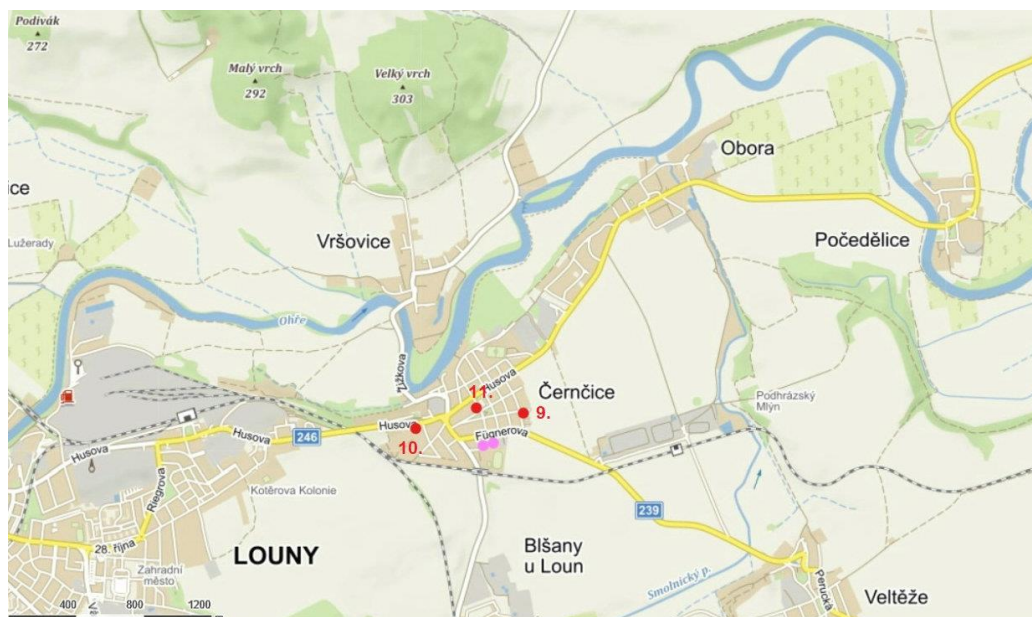 Podivák
272
Malý vrch
292
Velký vrch
303
Obora
ice
Lužerady
Vršovice
Počedělice
Ohře
Žižkova
Husova
11.
Černčice
9.
Podhrázský
Mlýn
Husova
Husova
246
10.
Fügnerova
Husova
Riegrova
Kotěrova Kolonie
239
28. října
LOUNY
Blšany
u Loun
Zahradní
město
Smolnický p.
Perucká
Veltěže
400
800
1200